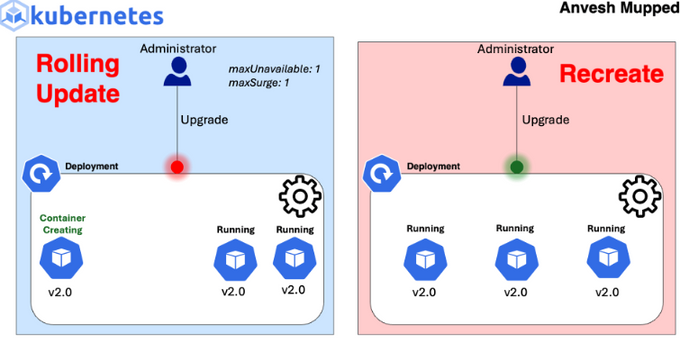 kubernetes
Anvesh Mupped
Rolling
Update
Administrator
maxUnavailable: 1
maxSurge: 1
Upgrade
Deployment
Container
Creating
Running
Running
v2.0
v2.0
v2.0
Administrator
Recreate
Upgrade
Deployment
Running
Running
Running
v2.0
v2.0
v2.0